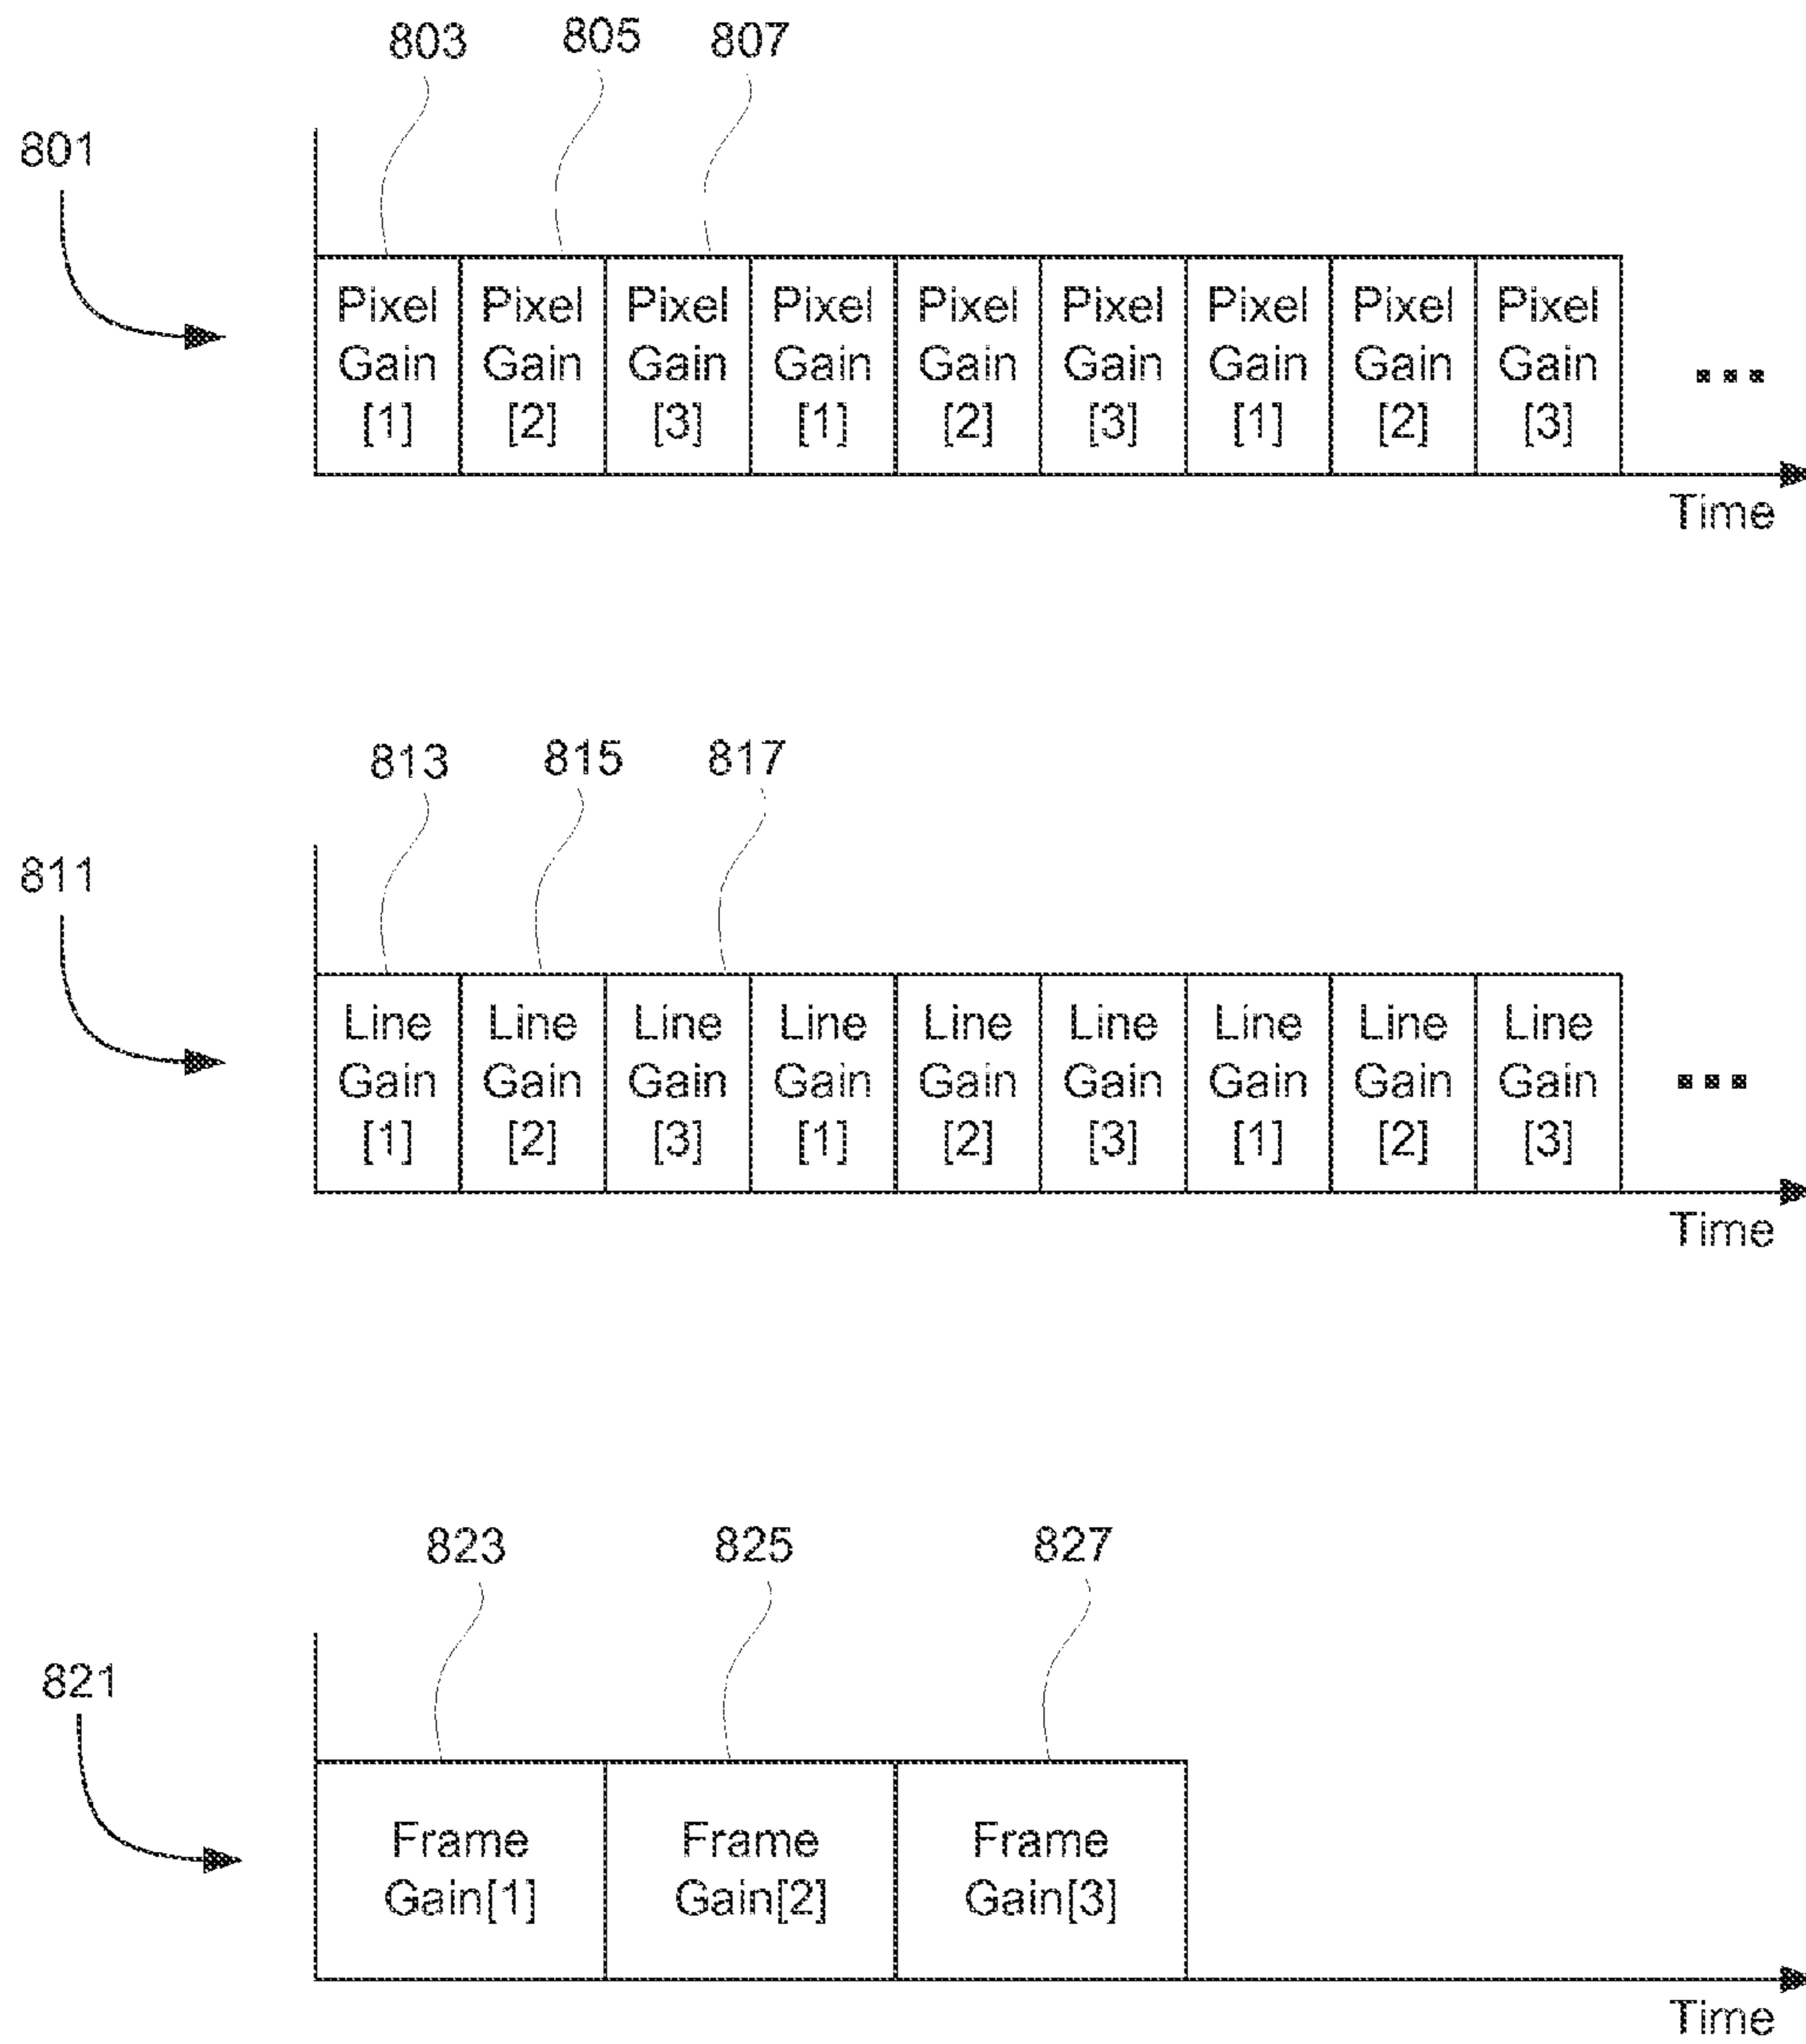 803 805 807
801
Pixel Pixel Pixel Pixel Pixel Pixel Pixel Pixel Pixel
Gain Gain Gain Gain Gain Gain Gain Gain Gain
[1] [2] [3] [1] [2] [3] [1] [2] [3]
...
Time
813 815 817
811
Line Line Line Line Line Line Line Line Line
Gain Gain Gain Gain Gain Gain Gain Gain Gain
[1] [2] [3] [1] [2] [3] [1] [2] [3]
...
Time
823 825 827
821
Frame Frame Frame
Gain[1] Gain[2] Gain[3]
Time